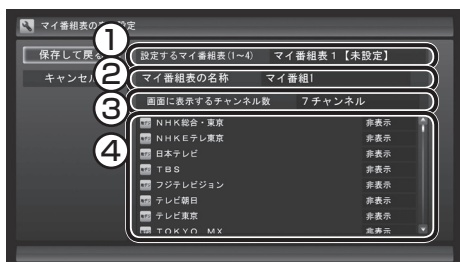 マイ番組表の
定
保存して戻
①
設定するマイ番組表(1～4) マイ番組表1【未設定】
キャンセル
②
マイ番組表の名称 マイ番組1
③
画面に表示するチャンネル数 7チャンネル
④
NHK総合・東京 非表示
NHKEテレ東京 非表示
日本テレビ 非表示
TBS 非表示
フジテレビジョン 非表示
テレビ朝日 非表示
テレビ東京 非表示
TOKYO MX 非表示